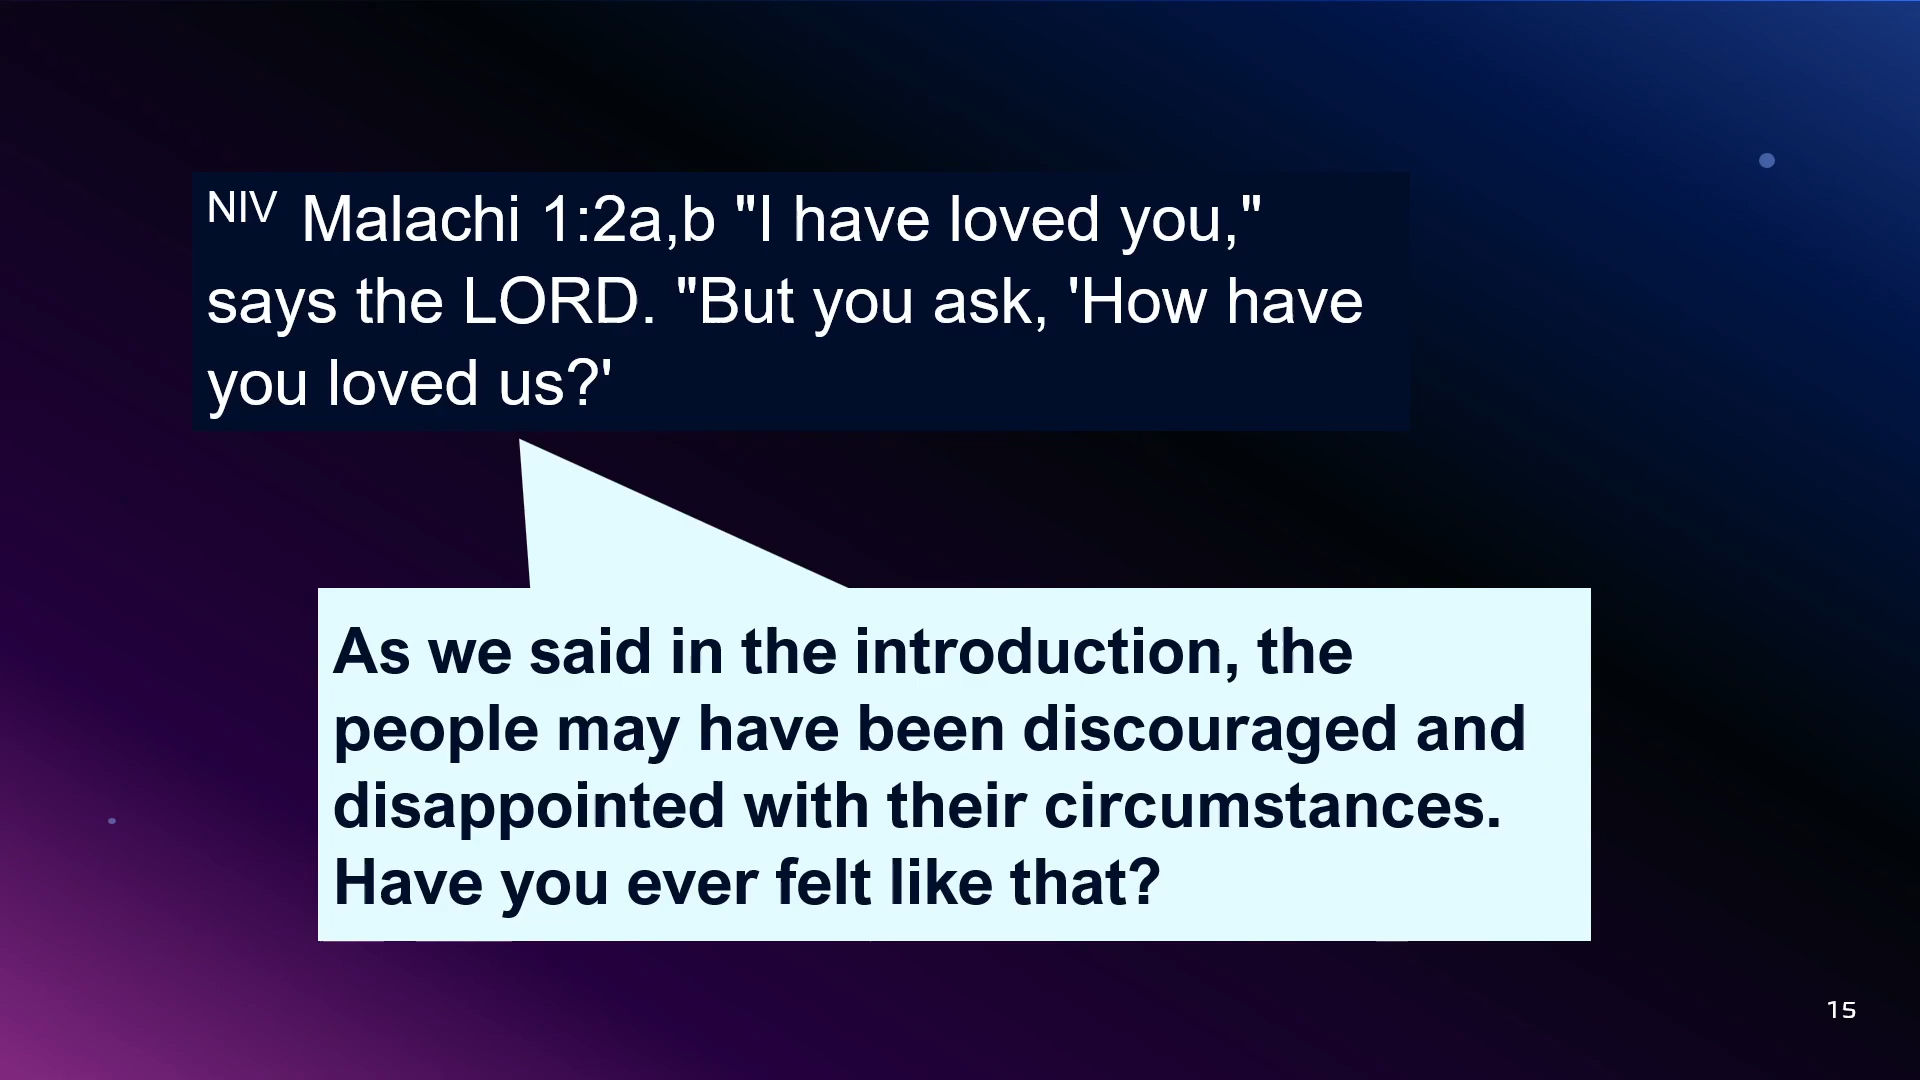 NIV Malachi 1:2a,b "I have loved you,"
says the LORD. "But you ask, 'How have
you loved us?'
As we said in the introduction, the
people may have been discouraged and
disappointed with their circumstances.
Have you ever felt like that?
15